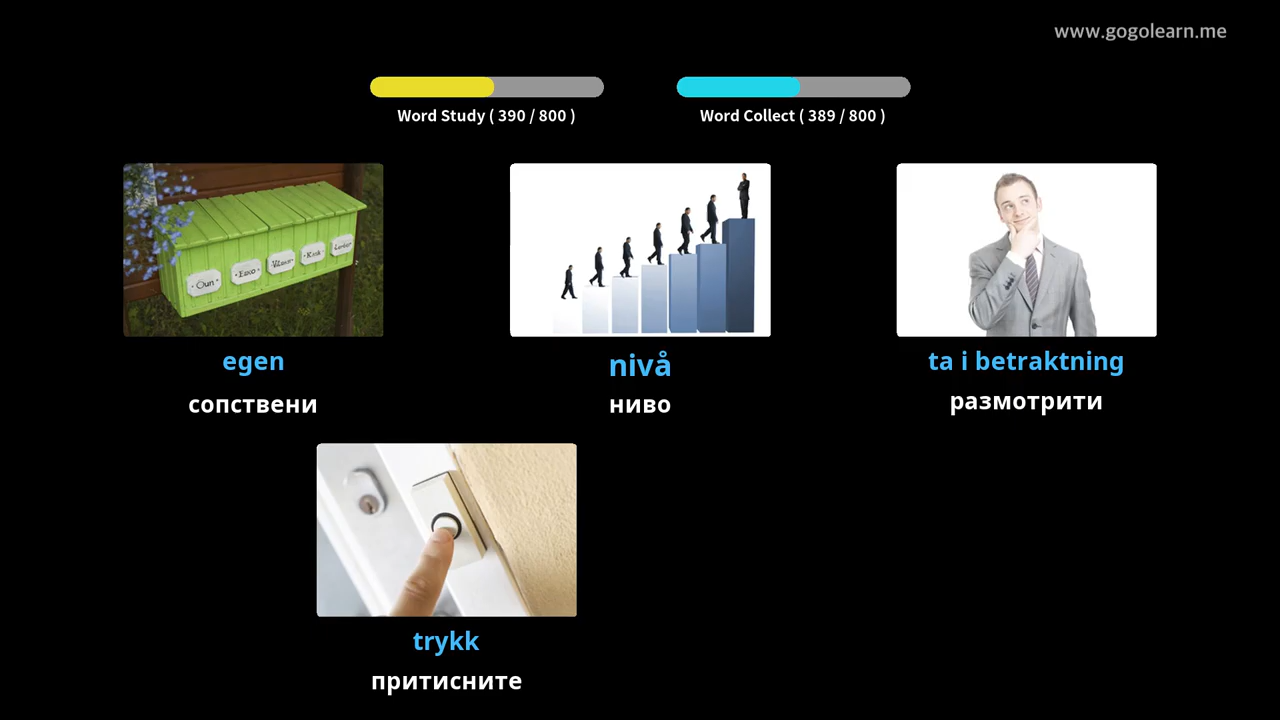 www.gogolearn.me
Word Study ( 390 / 800 )
Word Collect ( 389 / 800 )
egen
nivå
ta i betraktning
сопствени
ниво
размотрити
trykk
притисните